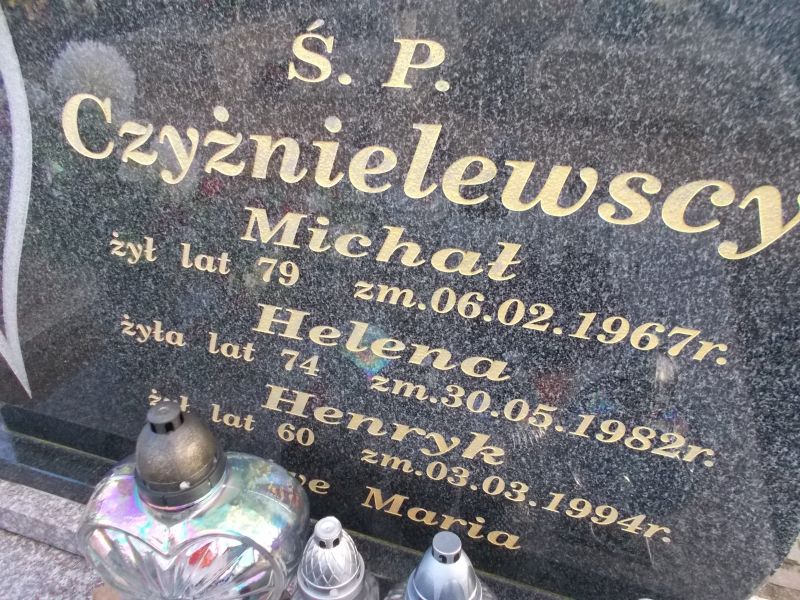 Ś. P.
Czyżnielewscy
Michał
żył lat 79 zm.06.02.1967r.
Helena
żyła lat 74 zm.30.05.1982r.
Henryk
żył lat 60 zm.03.03.1994r.
Maria